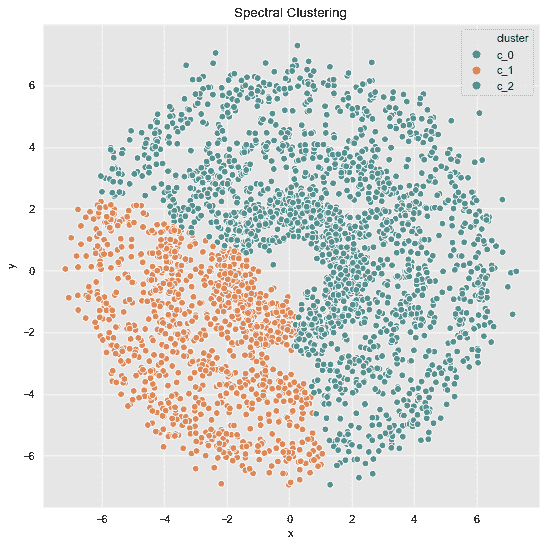 Spectral Clustering
cluster
c_0
c_1
c_2
6
4
2
0
−2
−4
−6
y
−6 −4 −2 0 2 4 6
x